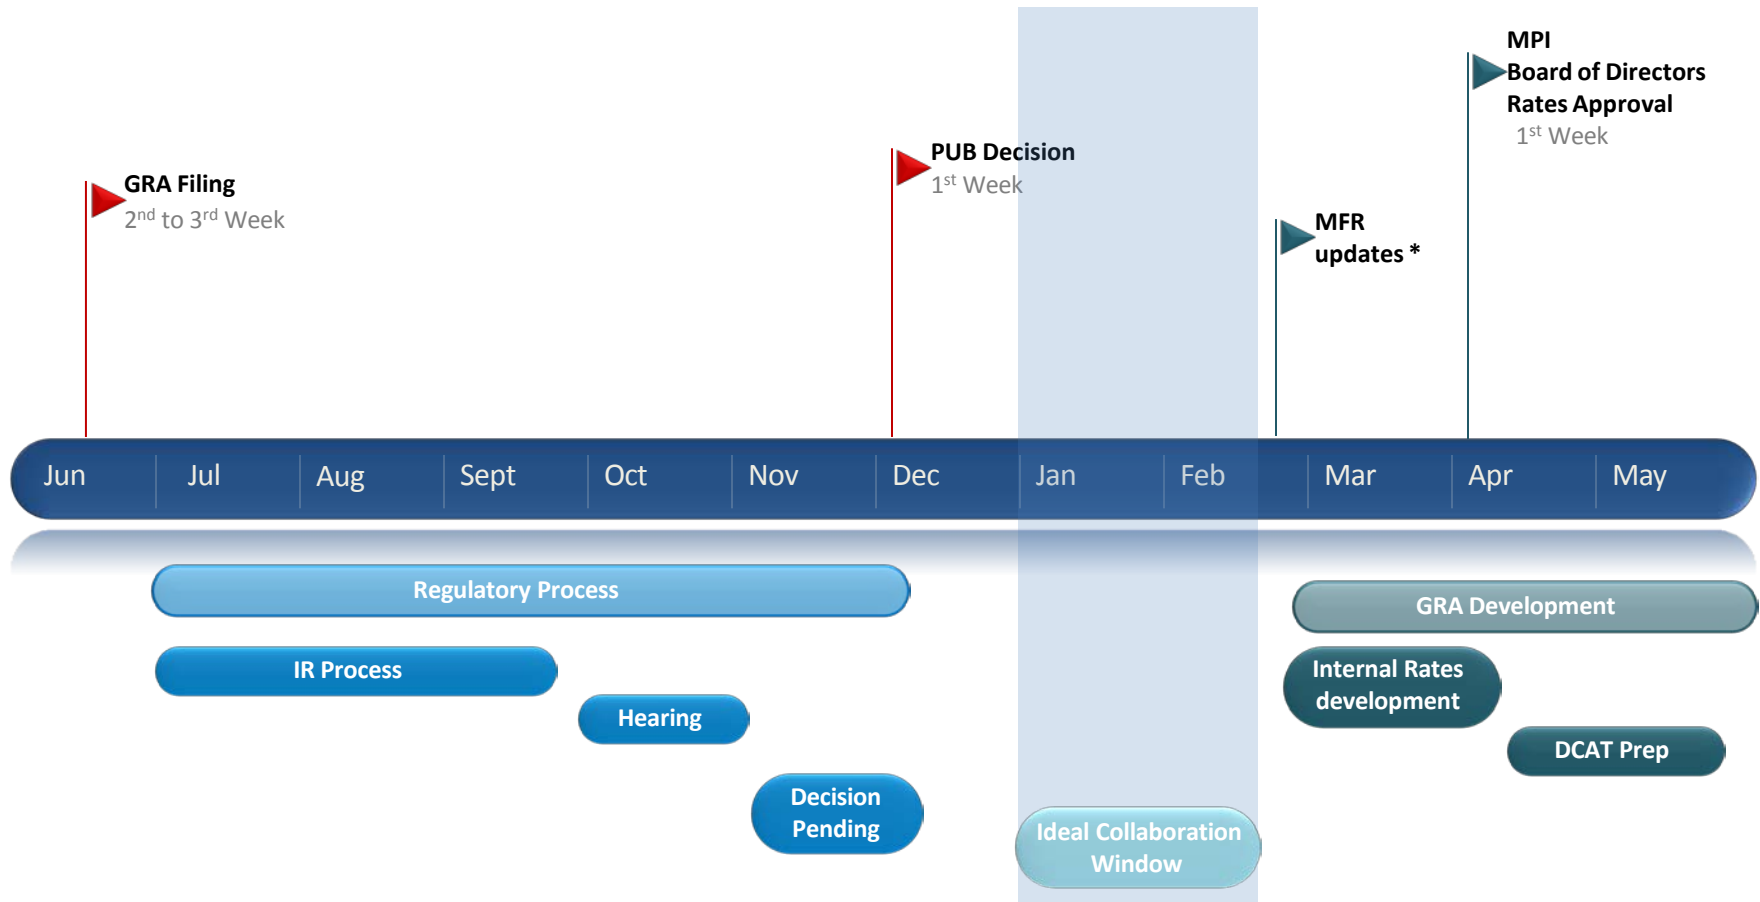 MPI
Board of Directors
Rates Approval
1st Week
PUB Decision
1st Week
GRA Filing
2nd to 3rd Week
MFR
updates *
Jun Jul Aug Sept Oct Nov Dec Jan Feb Mar Apr May
Regulatory Process
GRA Development
IR Process
Internal Rates
development
Hearing
DCAT Prep
Decision
Pending
Ideal Collaboration
Window